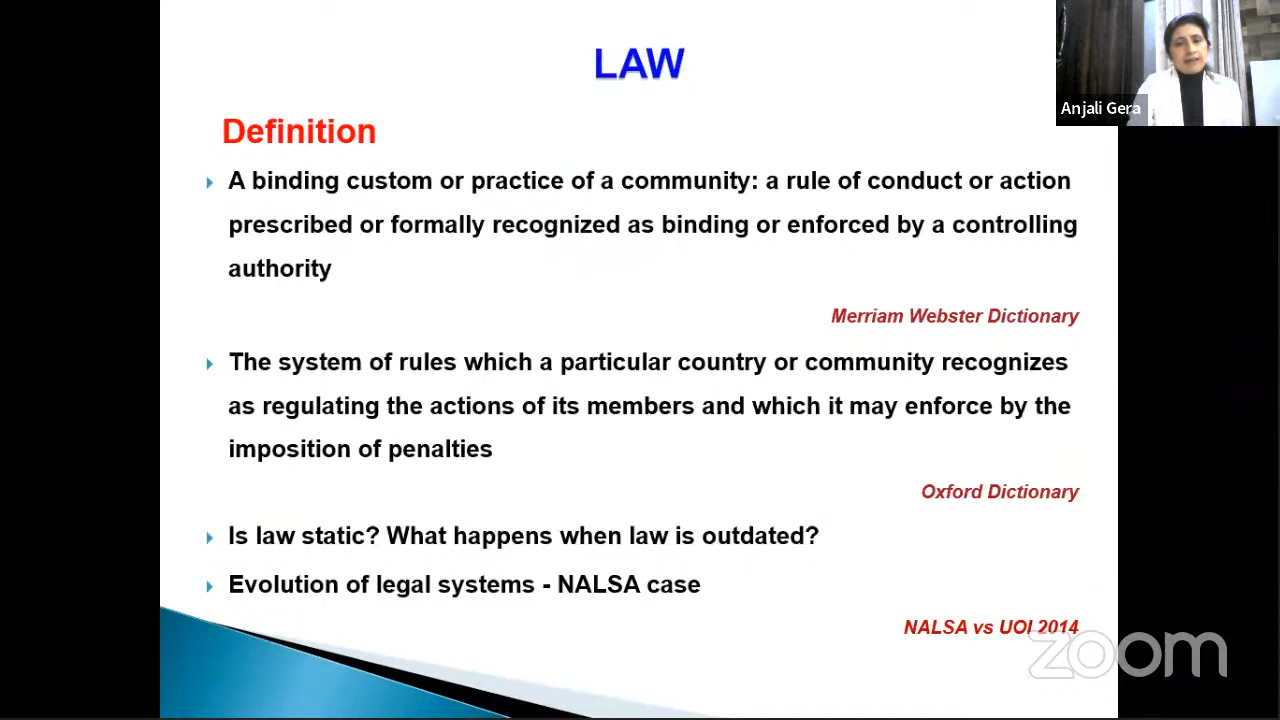 LAW
Anjali Gera
Definition
A binding custom or practice of a community: a rule of conduct or action
prescribed or formally recognized as binding or enforced by a controlling
authority
Merriam Webster Dictionary
The system of rules which a particular country or community recognizes
as regulating the actions of its members and which it may enforce by the
imposition of penalties
Oxford Dictionary
Is law static? What happens when law is outdated?
Evolution of legal systems - NALSA case
NALSA vs UOI 2014
zoom